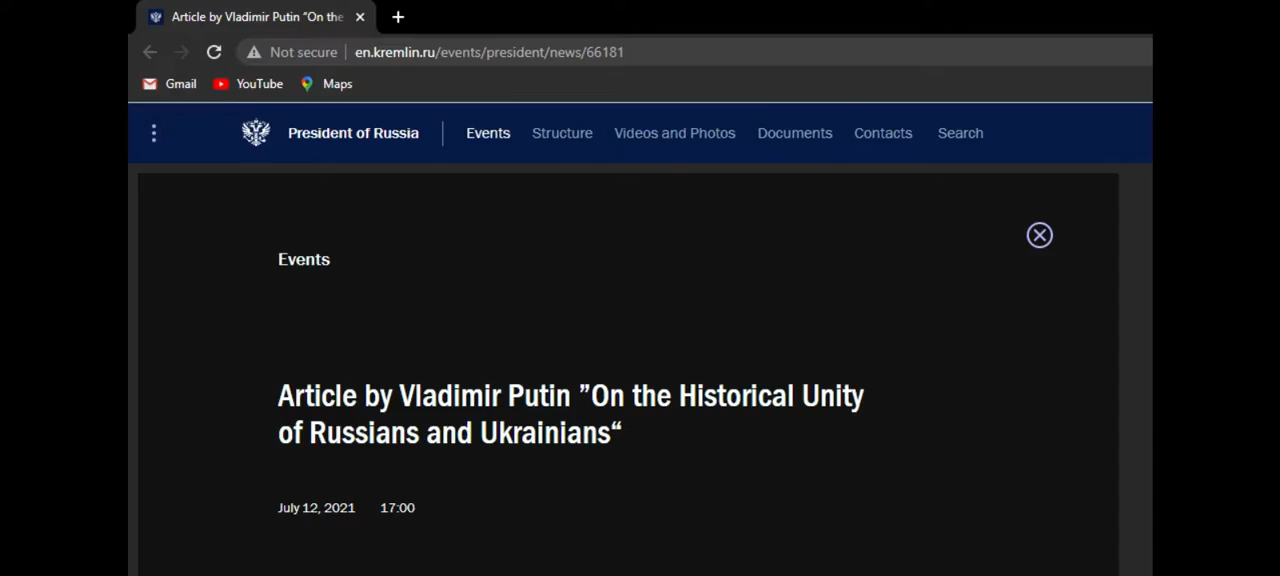 Article by Vladimir Putin "On the
Not secure en.kremlin.ru/events/president/news/66181
Gmail YouTube Maps
President of Russia Events Structure Videos and Photos Documents Contacts Search
Events
Article by Vladimir Putin ”On the Historical Unity
of Russians and Ukrainians“
July 12, 2021 17:00